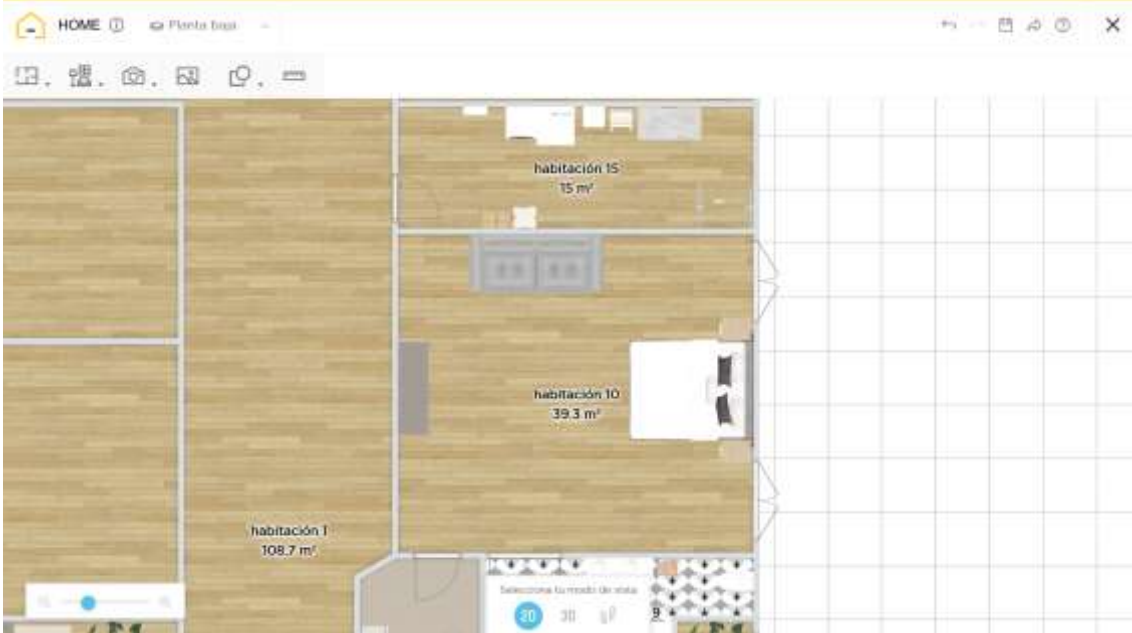 HOME
Planta baja
habitación 15
15 m²
habitación 10
39.3 m²
habitación 1
108.7 m²
Selecciona tu modo de vista
2D 3D
9